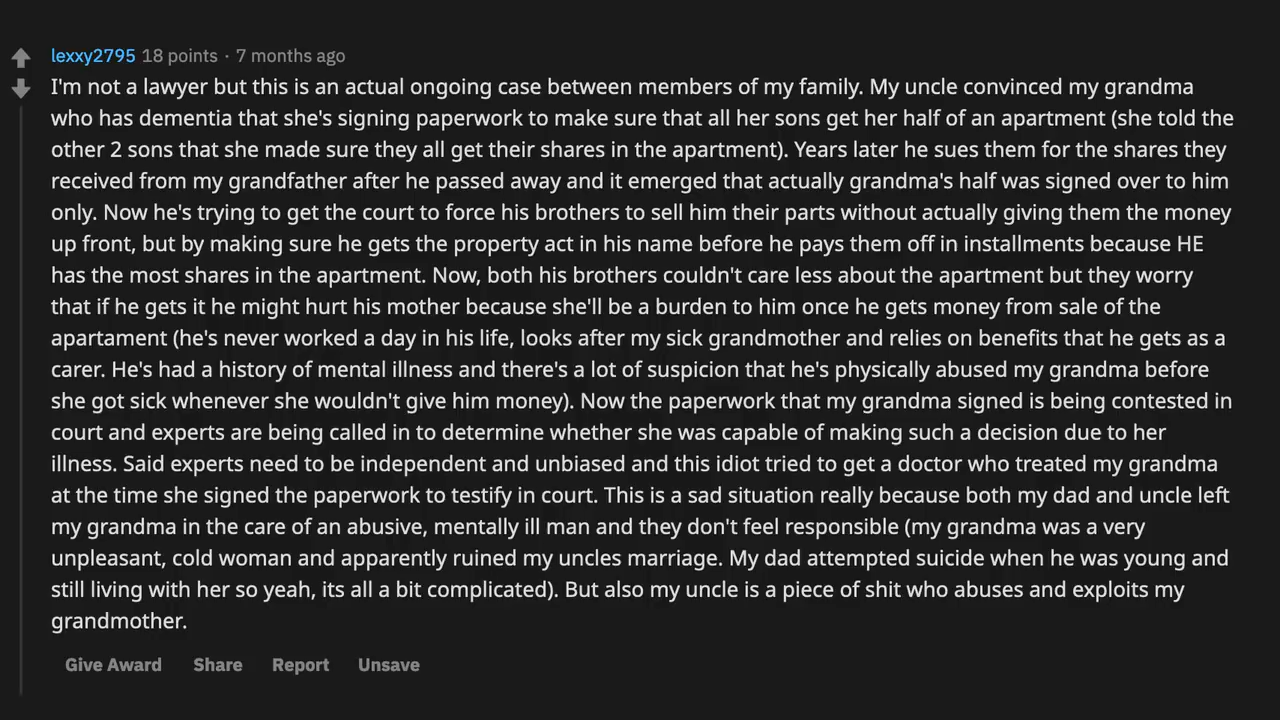 lexxy2795 18 points · 7 months ago
I'm not a lawyer but this is an actual ongoing case between members of my family. My uncle convinced my grandma
who has dementia that she's signing paperwork to make sure that all her sons get her half of an apartment (she told the
other 2 sons that she made sure they all get their shares in the apartment). Years later he sues them for the shares they
received from my grandfather after he passed away and it emerged that actually grandma's half was signed over to him
only. Now he's trying to get the court to force his brothers to sell him their parts without actually giving them the money
up front, but by making sure he gets the property act in his name before he pays them off in installments because HE
has the most shares in the apartment. Now, both his brothers couldn't care less about the apartment but they worry
that if he gets it he might hurt his mother because she'll be a burden to him once he gets money from sale of the
apartament (he's never worked a day in his life, looks after my sick grandmother and relies on benefits that he gets as a
carer. He's had a history of mental illness and there's a lot of suspicion that he's physically abused my grandma before
she got sick whenever she wouldn't give him money). Now the paperwork that my grandma signed is being contested in
court and experts are being called in to determine whether she was capable of making such a decision due to her
illness. Said experts need to be independent and unbiased and this idiot tried to get a doctor who treated my grandma
at the time she signed the paperwork to testify in court. This is a sad situation really because both my dad and uncle left
my grandma in the care of an abusive, mentally ill man and they don't feel responsible (my grandma was a very
unpleasant, cold woman and apparently ruined my uncles marriage. My dad attempted suicide when he was young and
still living with her so yeah, its all a bit complicated). But also my uncle is a piece of shit who abuses and exploits my
grandmother.
Give Award Share Report Unsave